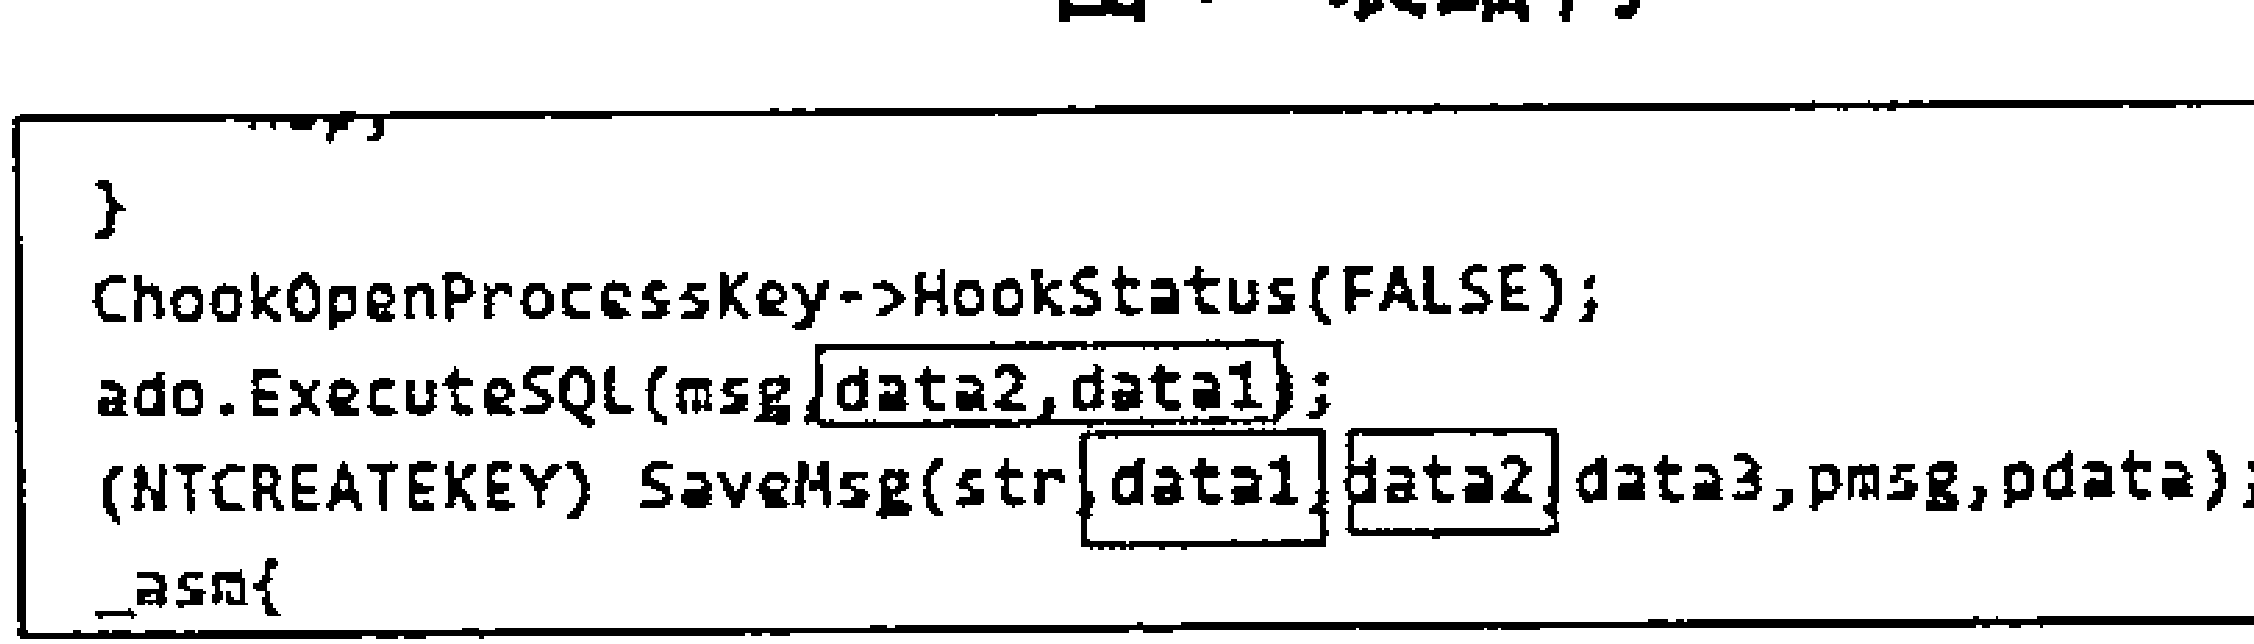 }
ChookOpenProcessKey->HookStatus(FALSE);
ado.ExecuteSQL(msg,data2,data1);
(NTCREATEKEY) SaveMsg(str,data1,data2,data3,pmsg,pdata);
_asm{